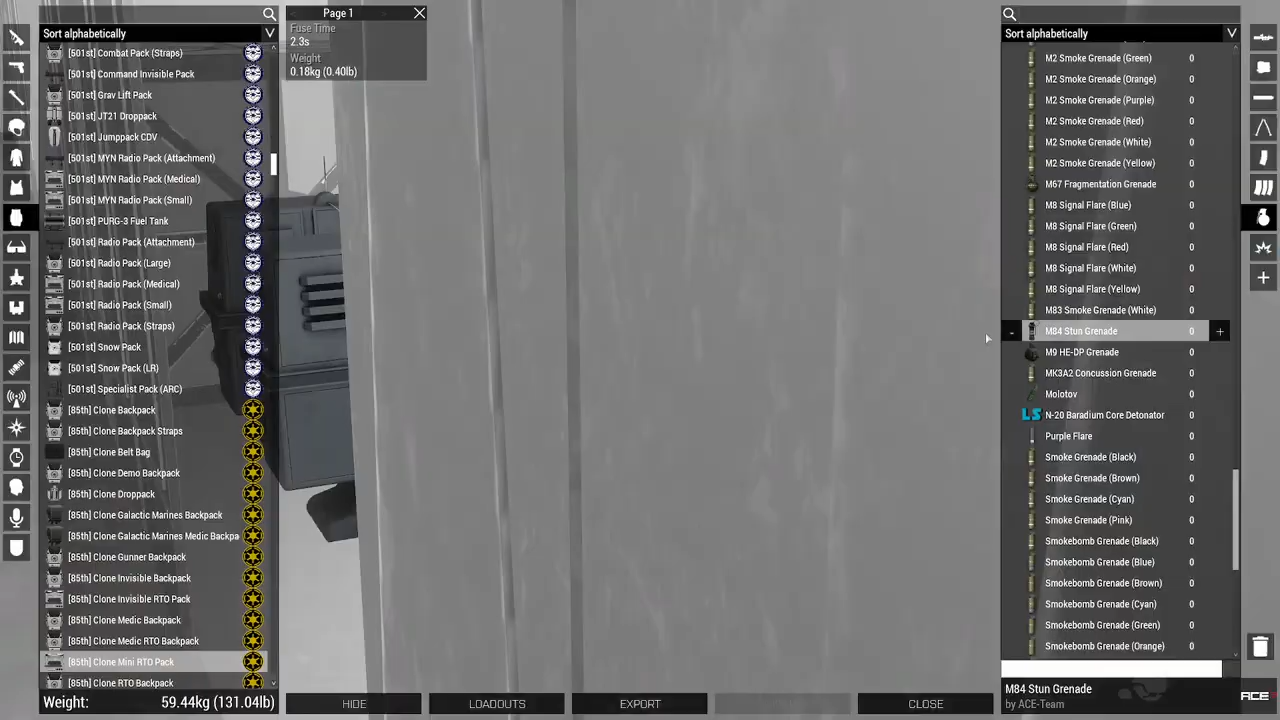 Sort alphabetically
[501st] Combat Pack (Straps)
[501st] Command Invisible Pack
[501st] Grav Lift Pack
[501st] JT21 Droppack
[501st] Jumppack CDV
[501st] MYN Radio Pack (Attachment)
[501st] MYN Radio Pack (Medical)
[501st] MYN Radio Pack (Small)
[501st] PURG-3 Fuel Tank
[501st] Radio Pack (Attachment)
[501st] Radio Pack (Large)
[501st] Radio Pack (Medical)
[501st] Radio Pack (Small)
[501st] Radio Pack (Straps)
[501st] Snow Pack
[501st] Snow Pack (LR)
[501st] Specialist Pack (ARC)
[85th] Clone Backpack
[85th] Clone Backpack Straps
[85th] Clone Belt Bag
[85th] Clone Demo Backpack
[85th] Clone Droppack
[85th] Clone Galactic Marines Backpack
[85th] Clone Galactic Marines Medic Backpa
[85th] Clone Gunner Backpack
[85th] Clone Invisible Backpack
[85th] Clone Invisible RTO Pack
[85th] Clone Medic Backpack
[85th] Clone Medic RTO Backpack
[85th] Clone Mini RTO Pack
[85th] Clone RTO Backpack
Weight: 59.44kg (131.04lb)
Page 1
Fuse Time
2.3s
Weight
0.18kg (0.40lb)
HIDE
LOADOUTS
EXPORT
CLOSE
Sort alphabetically
M2 Smoke Grenade (Green) 0
M2 Smoke Grenade (Orange) 0
M2 Smoke Grenade (Purple) 0
M2 Smoke Grenade (Red) 0
M2 Smoke Grenade (White) 0
M2 Smoke Grenade (Yellow) 0
M67 Fragmentation Grenade 0
M8 Signal Flare (Blue) 0
M8 Signal Flare (Green) 0
M8 Signal Flare (Red) 0
M8 Signal Flare (White) 0
M8 Signal Flare (Yellow) 0
M83 Smoke Grenade (White) 0
- M84 Stun Grenade 0 +
M9 HE-DP Grenade 0
MK3A2 Concussion Grenade 0
Molotov 0
LS N-20 Baradium Core Detonator 0
Purple Flare 0
Smoke Grenade (Black) 0
Smoke Grenade (Brown) 0
Smoke Grenade (Cyan) 0
Smoke Grenade (Pink) 0
Smokebomb Grenade (Black) 0
Smokebomb Grenade (Blue) 0
Smokebomb Grenade (Brown) 0
Smokebomb Grenade (Cyan) 0
Smokebomb Grenade (Green) 0
Smokebomb Grenade (Orange) 0
M84 Stun Grenade
by ACE-Team
ACE